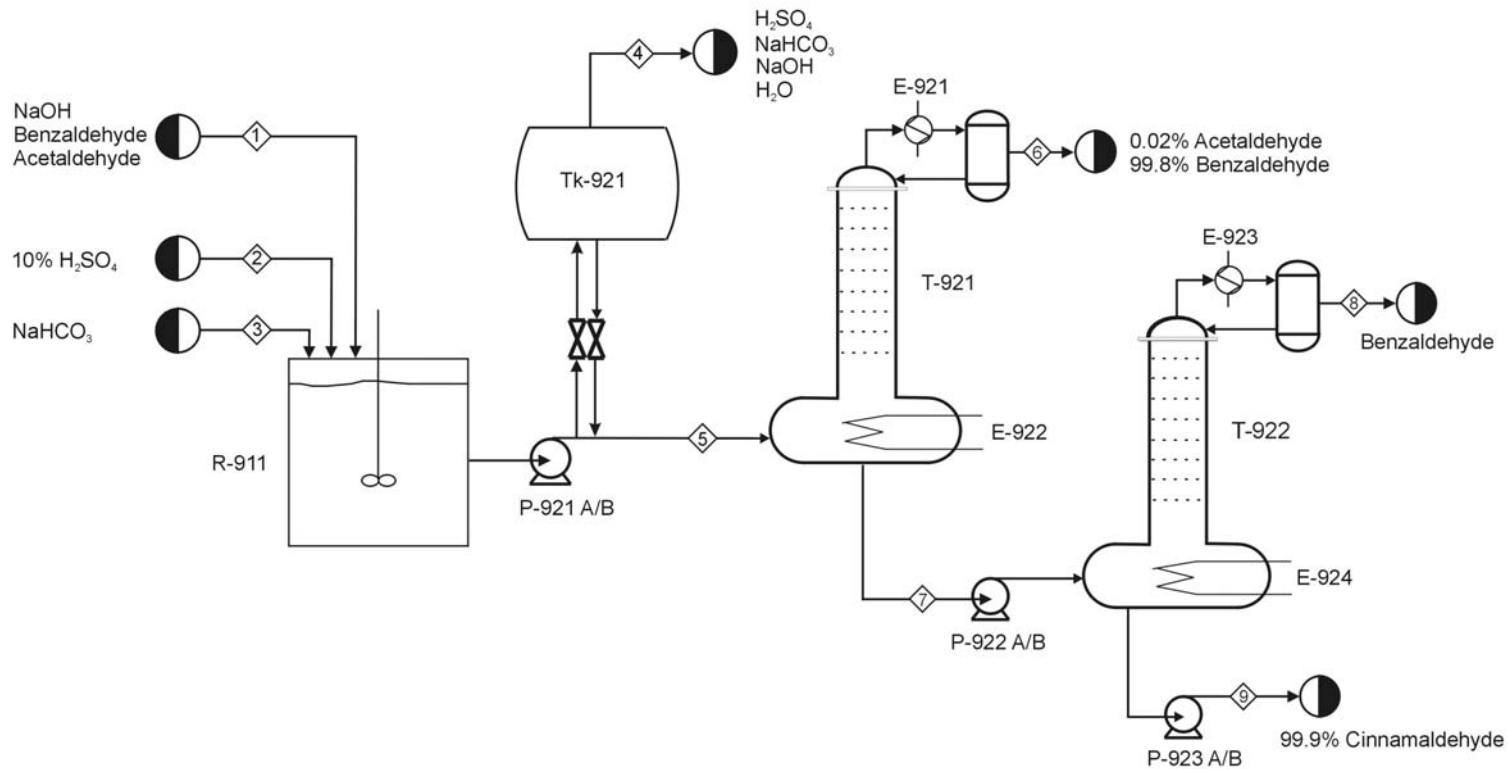 NaOH
Benzaldehyde
Acetaldehyde
1
10% H₂SO₄
2
NaHCO₃
3
R-911
P-921 A/B
4
H₂SO₄
NaHCO₃
NaOH
H₂O
Tk-921
5
E-921
6
0.02% Acetaldehyde
99.8% Benzaldehyde
T-921
E-922
7
P-922 A/B
E-923
8
Benzaldehyde
T-922
E-924
9
P-923 A/B
99.9% Cinnamaldehyde